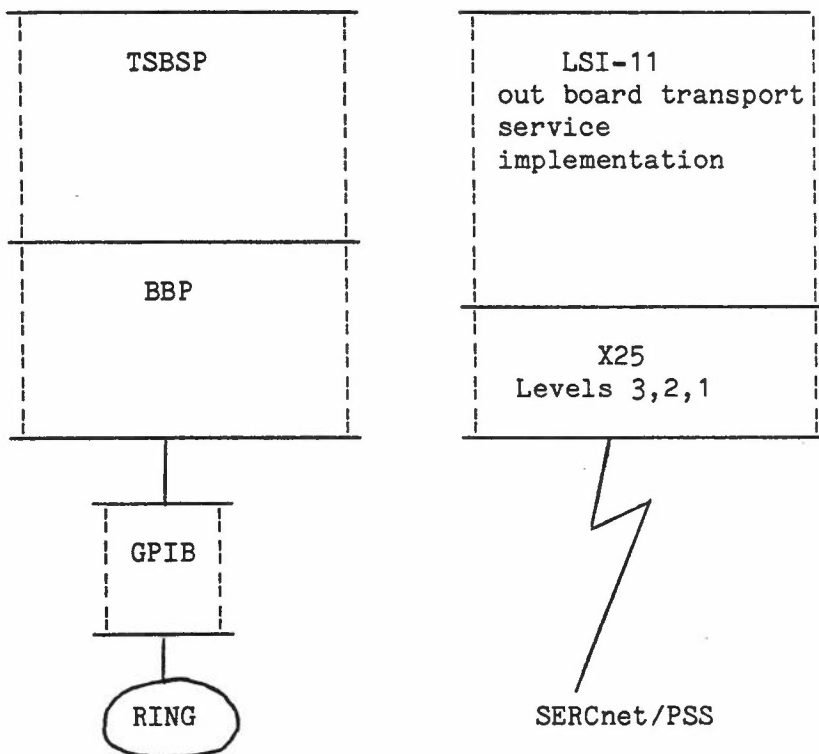 TSBSP
BBP
GPIB
RING
LSI-11
out board transport
service
implementation
X25
Levels 3,2,1
SERCnet/PSS